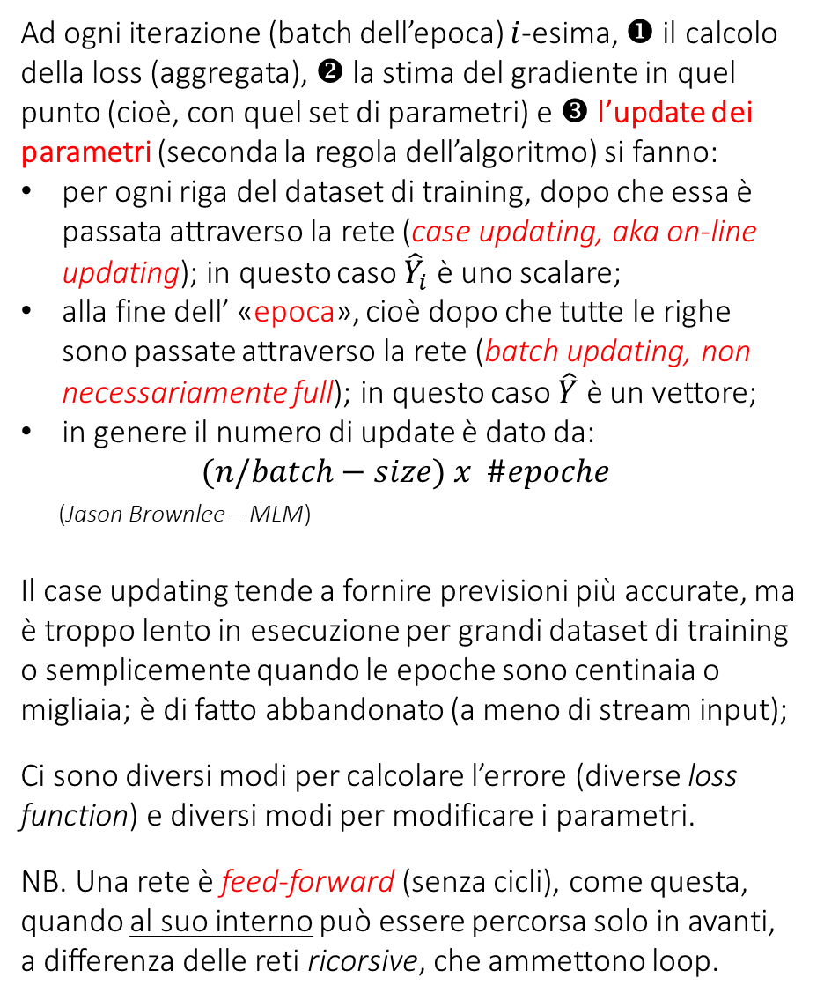 Ad ogni iterazione (batch dell’epoca) 𝑖-esima, ❶ il calcolo
della loss (aggregata), ❷ la stima del gradiente in quel
punto (cioè, con quel set di parametri) e ❸ l’update dei
parametri (seconda la regola dell’algoritmo) si fanno:
• per ogni riga del dataset di training, dopo che essa è
passata attraverso la rete (case updating, aka on-line
updating); in questo caso Ŷᵢ è uno scalare;
• alla fine dell’ «epoca», cioè dopo che tutte le righe
sono passate attraverso la rete (batch updating, non
necessariamente full); in questo caso Ŷ è un vettore;
• in genere il numero di update è dato da:
(n/batch − size) x #epoche
(Jason Brownlee – MLM)
Il case updating tende a fornire previsioni più accurate, ma
è troppo lento in esecuzione per grandi dataset di training
o semplicemente quando le epoche sono centinaia o
migliaia; è di fatto abbandonato (a meno di stream input);
Ci sono diversi modi per calcolare l’errore (diverse loss
function) e diversi modi per modificare i parametri.
NB. Una rete è feed-forward (senza cicli), come questa,
quando al suo interno può essere percorsa solo in avanti,
a differenza delle reti ricorsive, che ammettono loop.